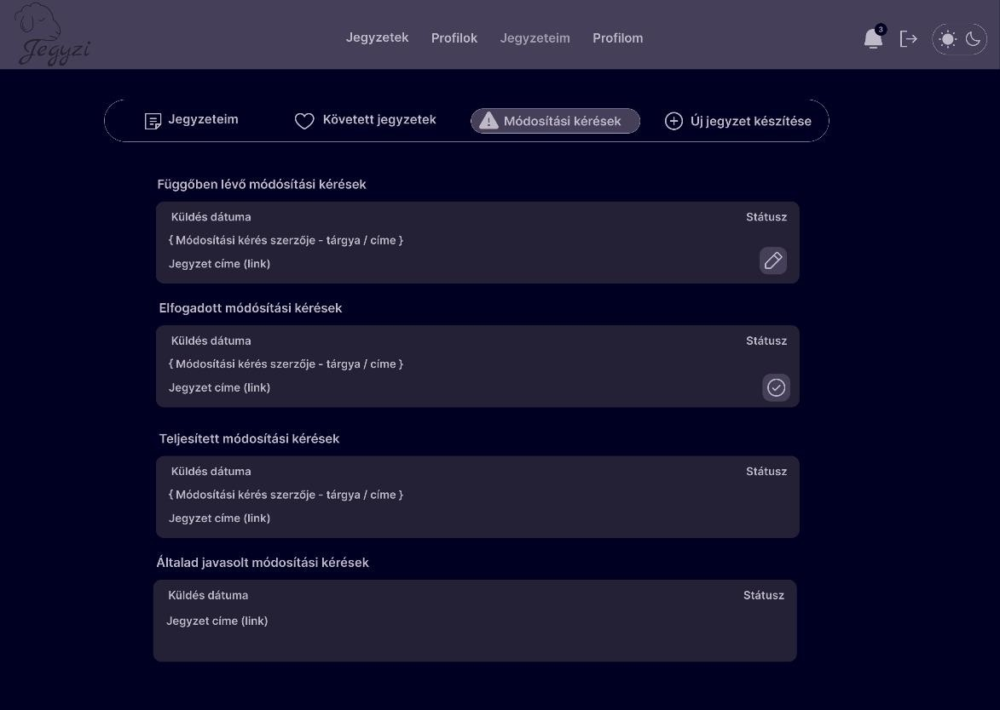 Jegyzi
Jegyzetek Profilok Jegyzeteim Profilom
3
Jegyzeteim Követett jegyzetek Módosítási kérések Új jegyzet készítése
Függőben lévő módósítási kérések
Küldés dátuma Státusz
{ Módosítási kérés szerzője - tárgya / címe }
Jegyzet címe (link)
Elfogadott módósítási kérések
Küldés dátuma Státusz
{ Módosítási kérés szerzője - tárgya / címe }
Jegyzet címe (link)
Teljesített módosítási kérések
Küldés dátuma Státusz
{ Módosítási kérés szerzője - tárgya / címe }
Jegyzet címe (link)
Általad javasolt módosítási kérések
Küldés dátuma Státusz
Jegyzet címe (link)